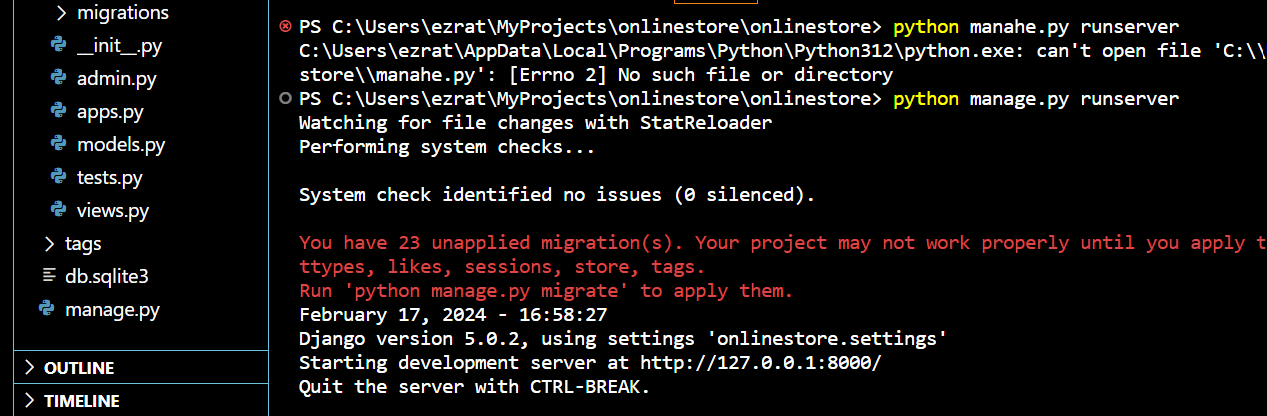 migrations
__init__.py
admin.py
apps.py
models.py
tests.py
views.py
tags
db.sqlite3
manage.py
OUTLINE
TIMELINE
PS C:\Users\ezrat\MyProjects\onlinestore\onlinestore> python manahe.py runserver
C:\Users\ezrat\AppData\Local\Programs\Python\Python312\python.exe: can't open file 'C:\\
store\\manahe.py': [Errno 2] No such file or directory
PS C:\Users\ezrat\MyProjects\onlinestore\onlinestore> python manage.py runserver
Watching for file changes with StatReloader
Performing system checks...
System check identified no issues (0 silenced).
You have 23 unapplied migration(s). Your project may not work properly until you apply t
ttypes, likes, sessions, store, tags.
Run 'python manage.py migrate' to apply them.
February 17, 2024 - 16:58:27
Django version 5.0.2, using settings 'onlinestore.settings'
Starting development server at http://127.0.0.1:8000/
Quit the server with CTRL-BREAK.